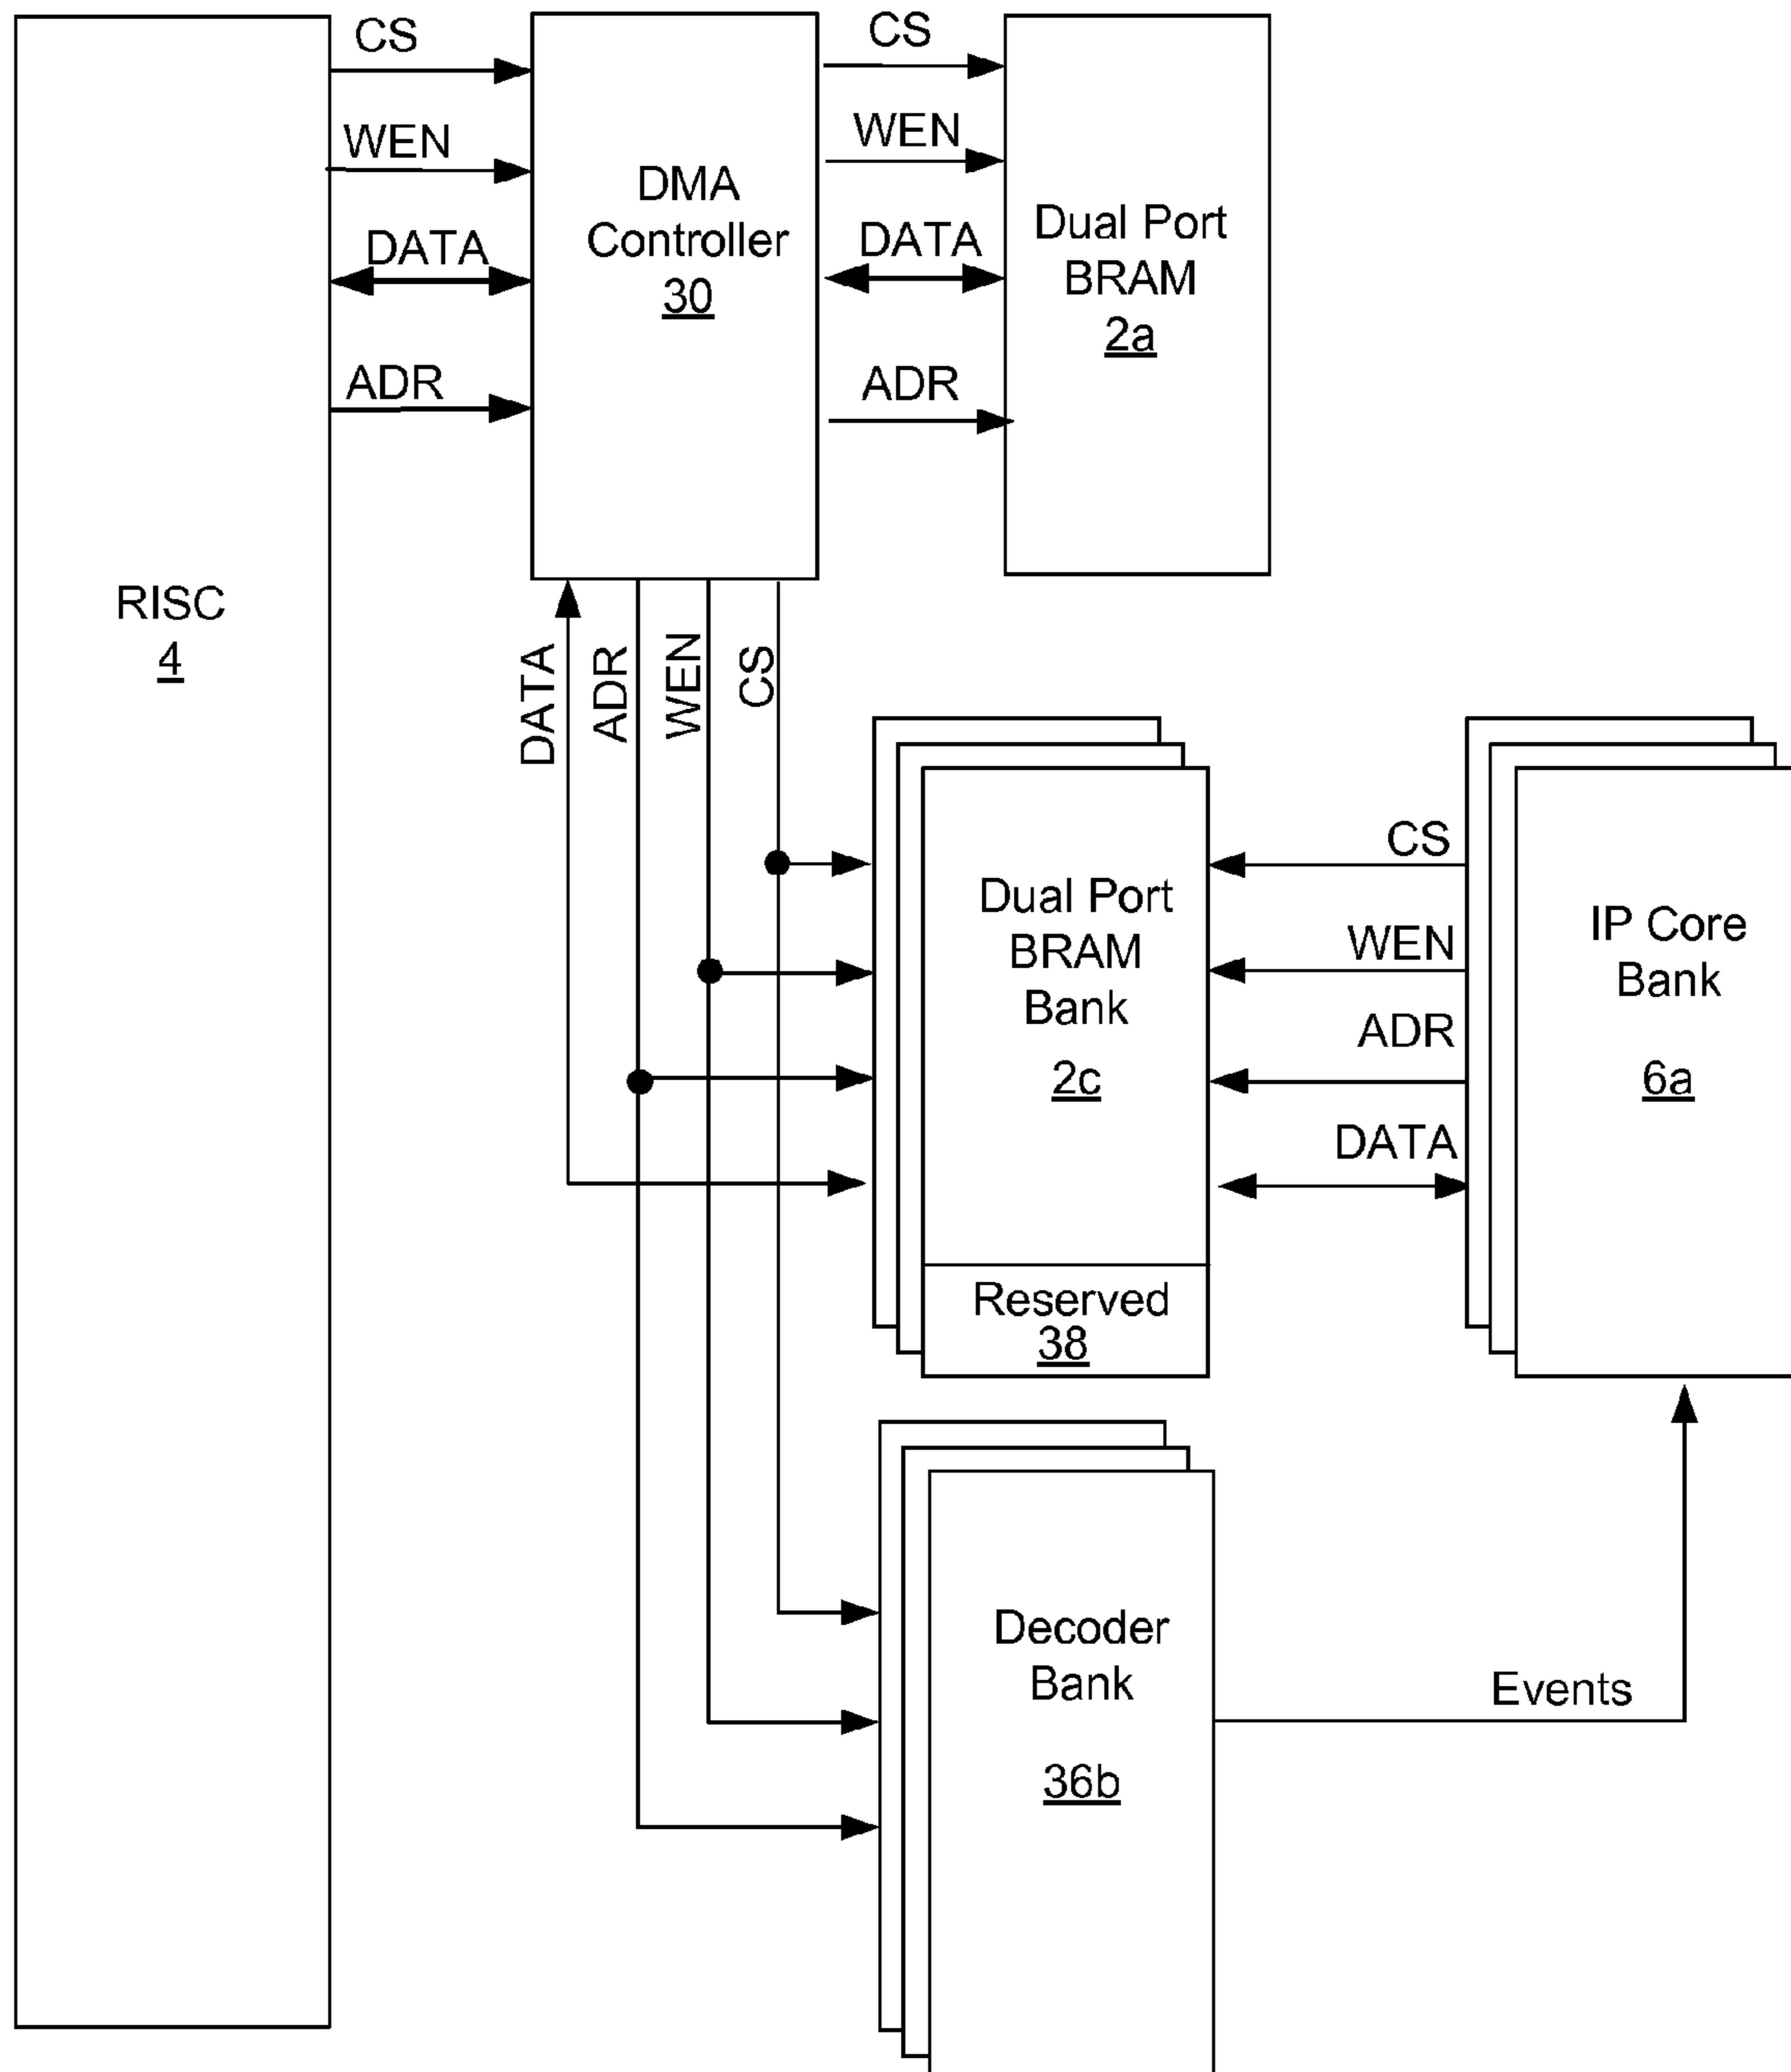 CS
WEN
DATA
ADR
DMA
Controller
30
CS
WEN
DATA
ADR
Dual Port
BRAM
2a
RISC
4
DATA
ADR
WEN
CS
Dual Port
BRAM
Bank
2c
Reserved
38
CS
WEN
ADR
DATA
IP Core
Bank
6a
Decoder
Bank
36b
Events